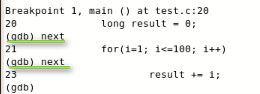 Breakpoint 1, main () at test.c:20
20 long result = 0;
(gdb) next
21 for(i=1; i<=100; i++)
(gdb) next
23 result += i;
(gdb)